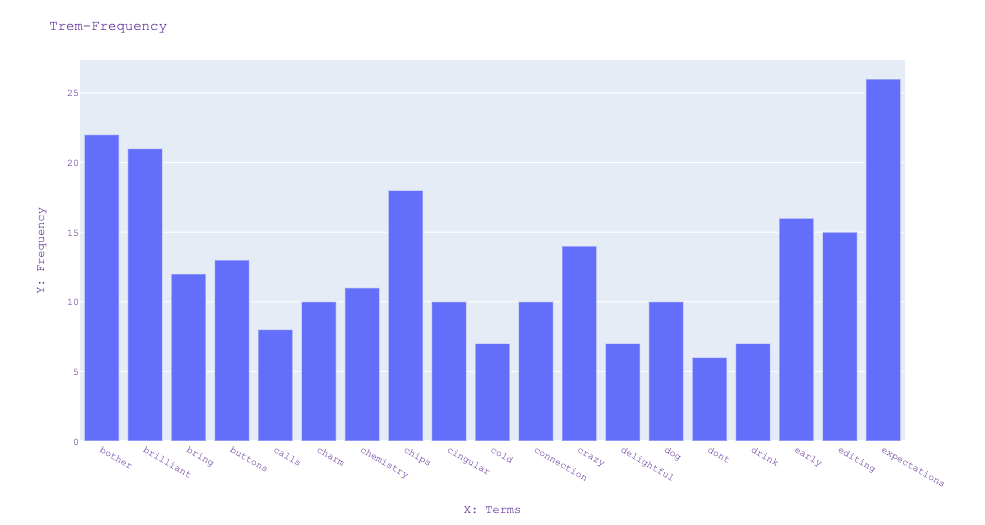 Trem-Frequency
Y: Frequency
25
20
15
10
5
0
bother
brilliant
bring
buttons
calls
charm
chemistry
chips
cingular
cold
connection
crazy
delightful
dog
dont
drink
early
editing
expectations
X: Terms